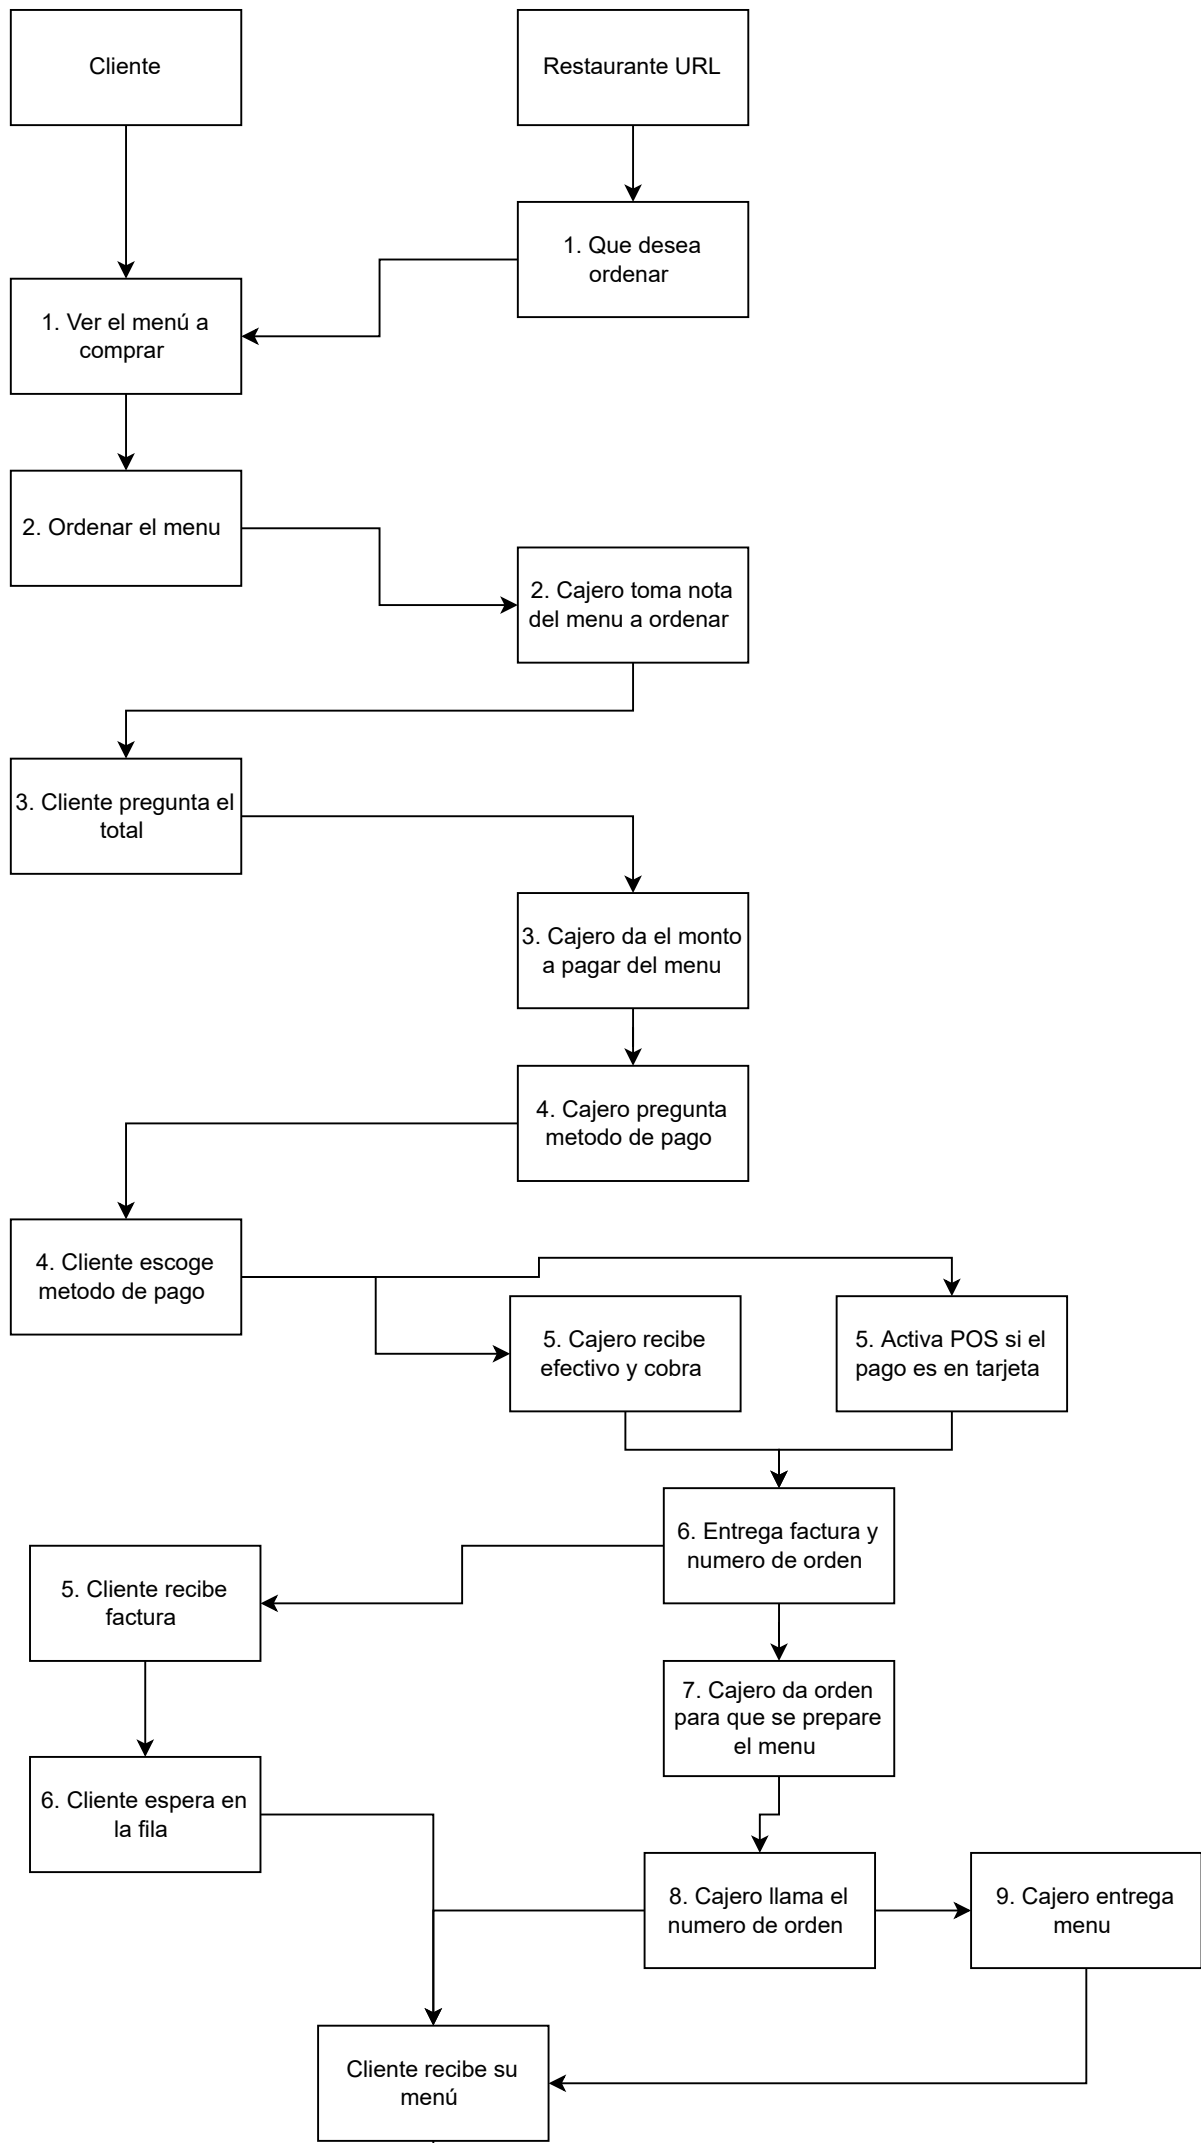 Cliente
Restaurante URL
1. Que desea
ordenar
1. Ver el menú a
comprar
2. Ordenar el menu
2. Cajero toma nota
del menu a ordenar
3. Cliente pregunta el
total
3. Cajero da el monto
a pagar del menu
4. Cajero pregunta
metodo de pago
4. Cliente escoge
metodo de pago
5. Cajero recibe
efectivo y cobra
5. Activa POS si el
pago es en tarjeta
6. Entrega factura y
numero de orden
5. Cliente recibe
factura
7. Cajero da orden
para que se prepare
el menu
6. Cliente espera en
la fila
8. Cajero llama el
numero de orden
9. Cajero entrega
menu
Cliente recibe su
menú